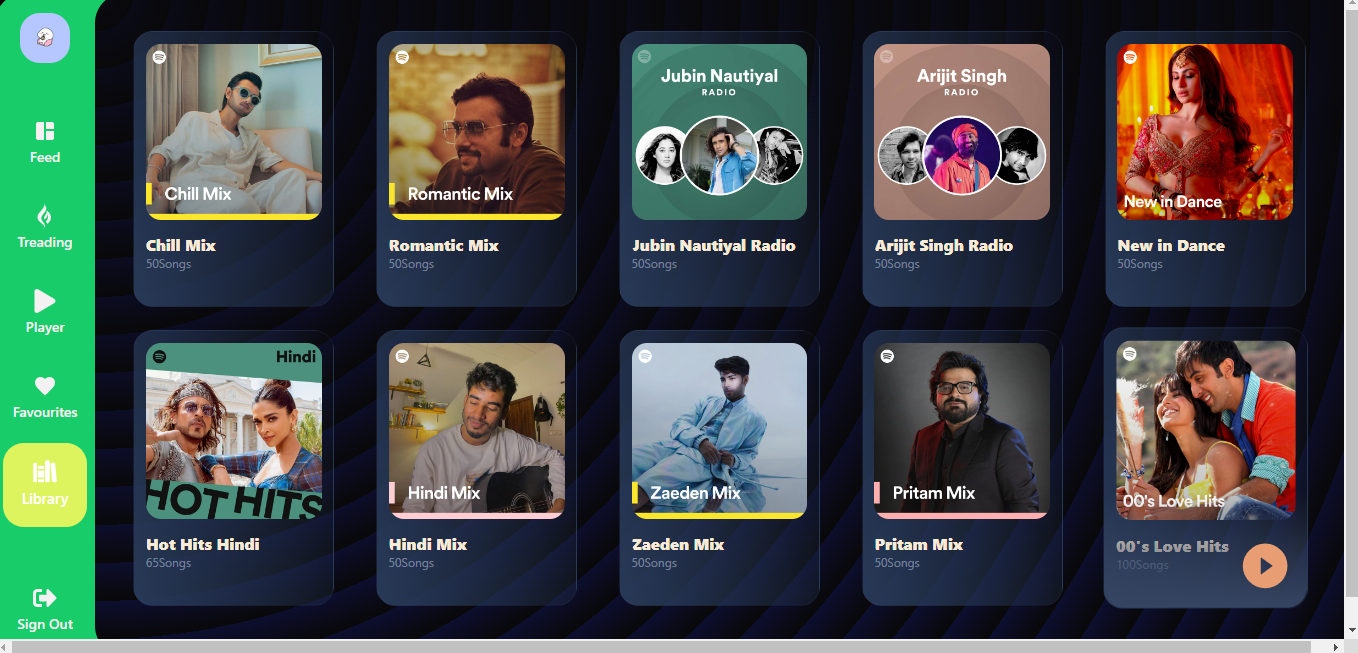 Feed
Treading
Player
Favourites
Library
Sign Out
Chill Mix
Chill Mix
50Songs
Romantic Mix
Romantic Mix
50Songs
Jubin Nautiyal
RADIO
Jubin Nautiyal Radio
50Songs
Arijit Singh
RADIO
Arijit Singh Radio
50Songs
New in Dance
New in Dance
50Songs
Hindi
HOT HITS
Hot Hits Hindi
65Songs
Hindi Mix
Hindi Mix
50Songs
Zaeden Mix
Zaeden Mix
50Songs
Pritam Mix
Pritam Mix
50Songs
00's Love Hits
00's Love Hits
100Songs